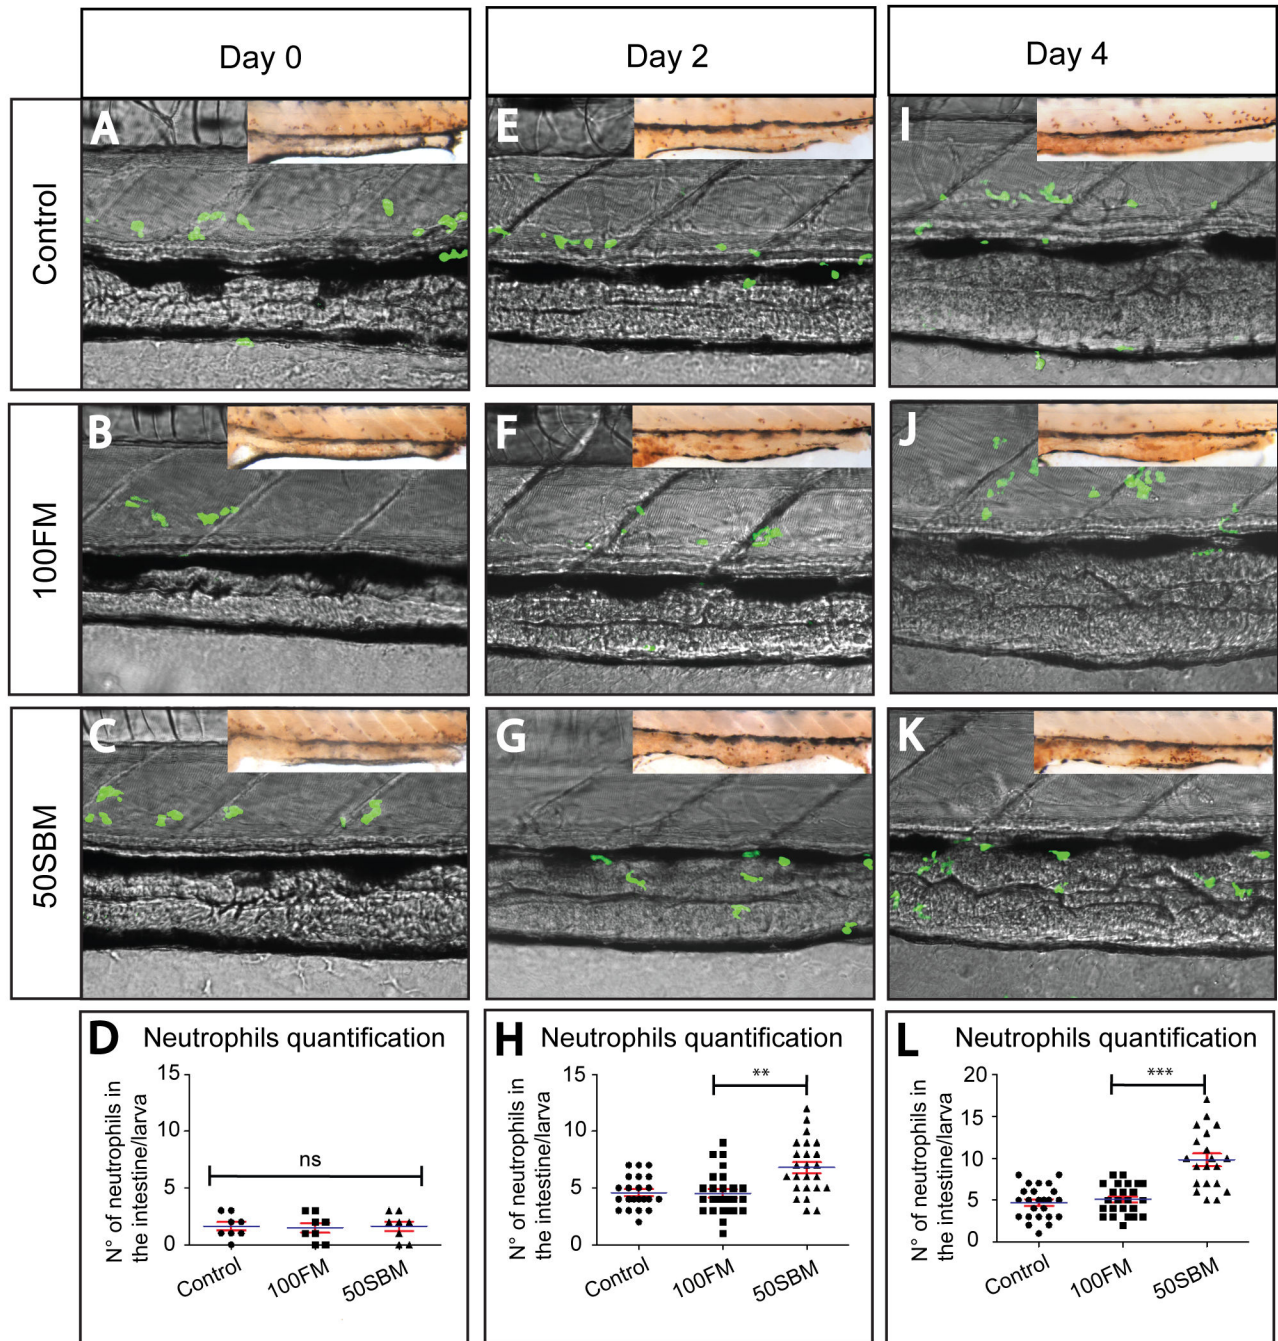 Day 0
Day 2
Day 4
Control
A
E
I
100FM
B
F
J
50SBM
C
G
K
D Neutrophils quantification
N° of neutrophils in
the intestine/larva
15
10
5
0
ns
Control
100FM
50SBM
H Neutrophils quantification
N° of neutrophils in
the intestine/larva
15
10
5
0
**
Control
100FM
50SBM
L Neutrophils quantification
N° of neutrophils in
the intestine/larva
20
15
10
5
0
***
Control
100FM
50SBM